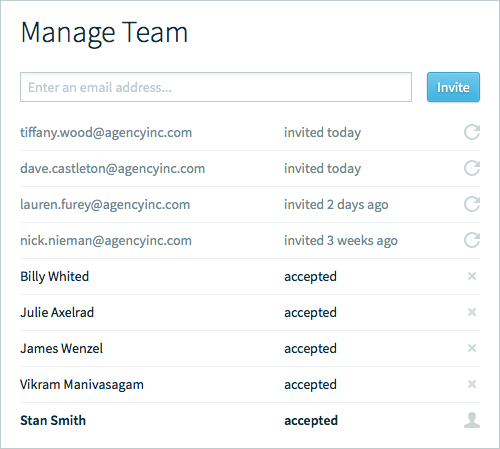 Manage Team
Enter an email address...
Invite
tiffany.wood@agencyinc.com invited today
dave.castleton@agencyinc.com invited today
lauren.furey@agencyinc.com invited 2 days ago
nick.nieman@agencyinc.com invited 3 weeks ago
Billy Whited accepted
Julie Axelrad accepted
James Wenzel accepted
Vikram Manivasagam accepted
Stan Smith accepted